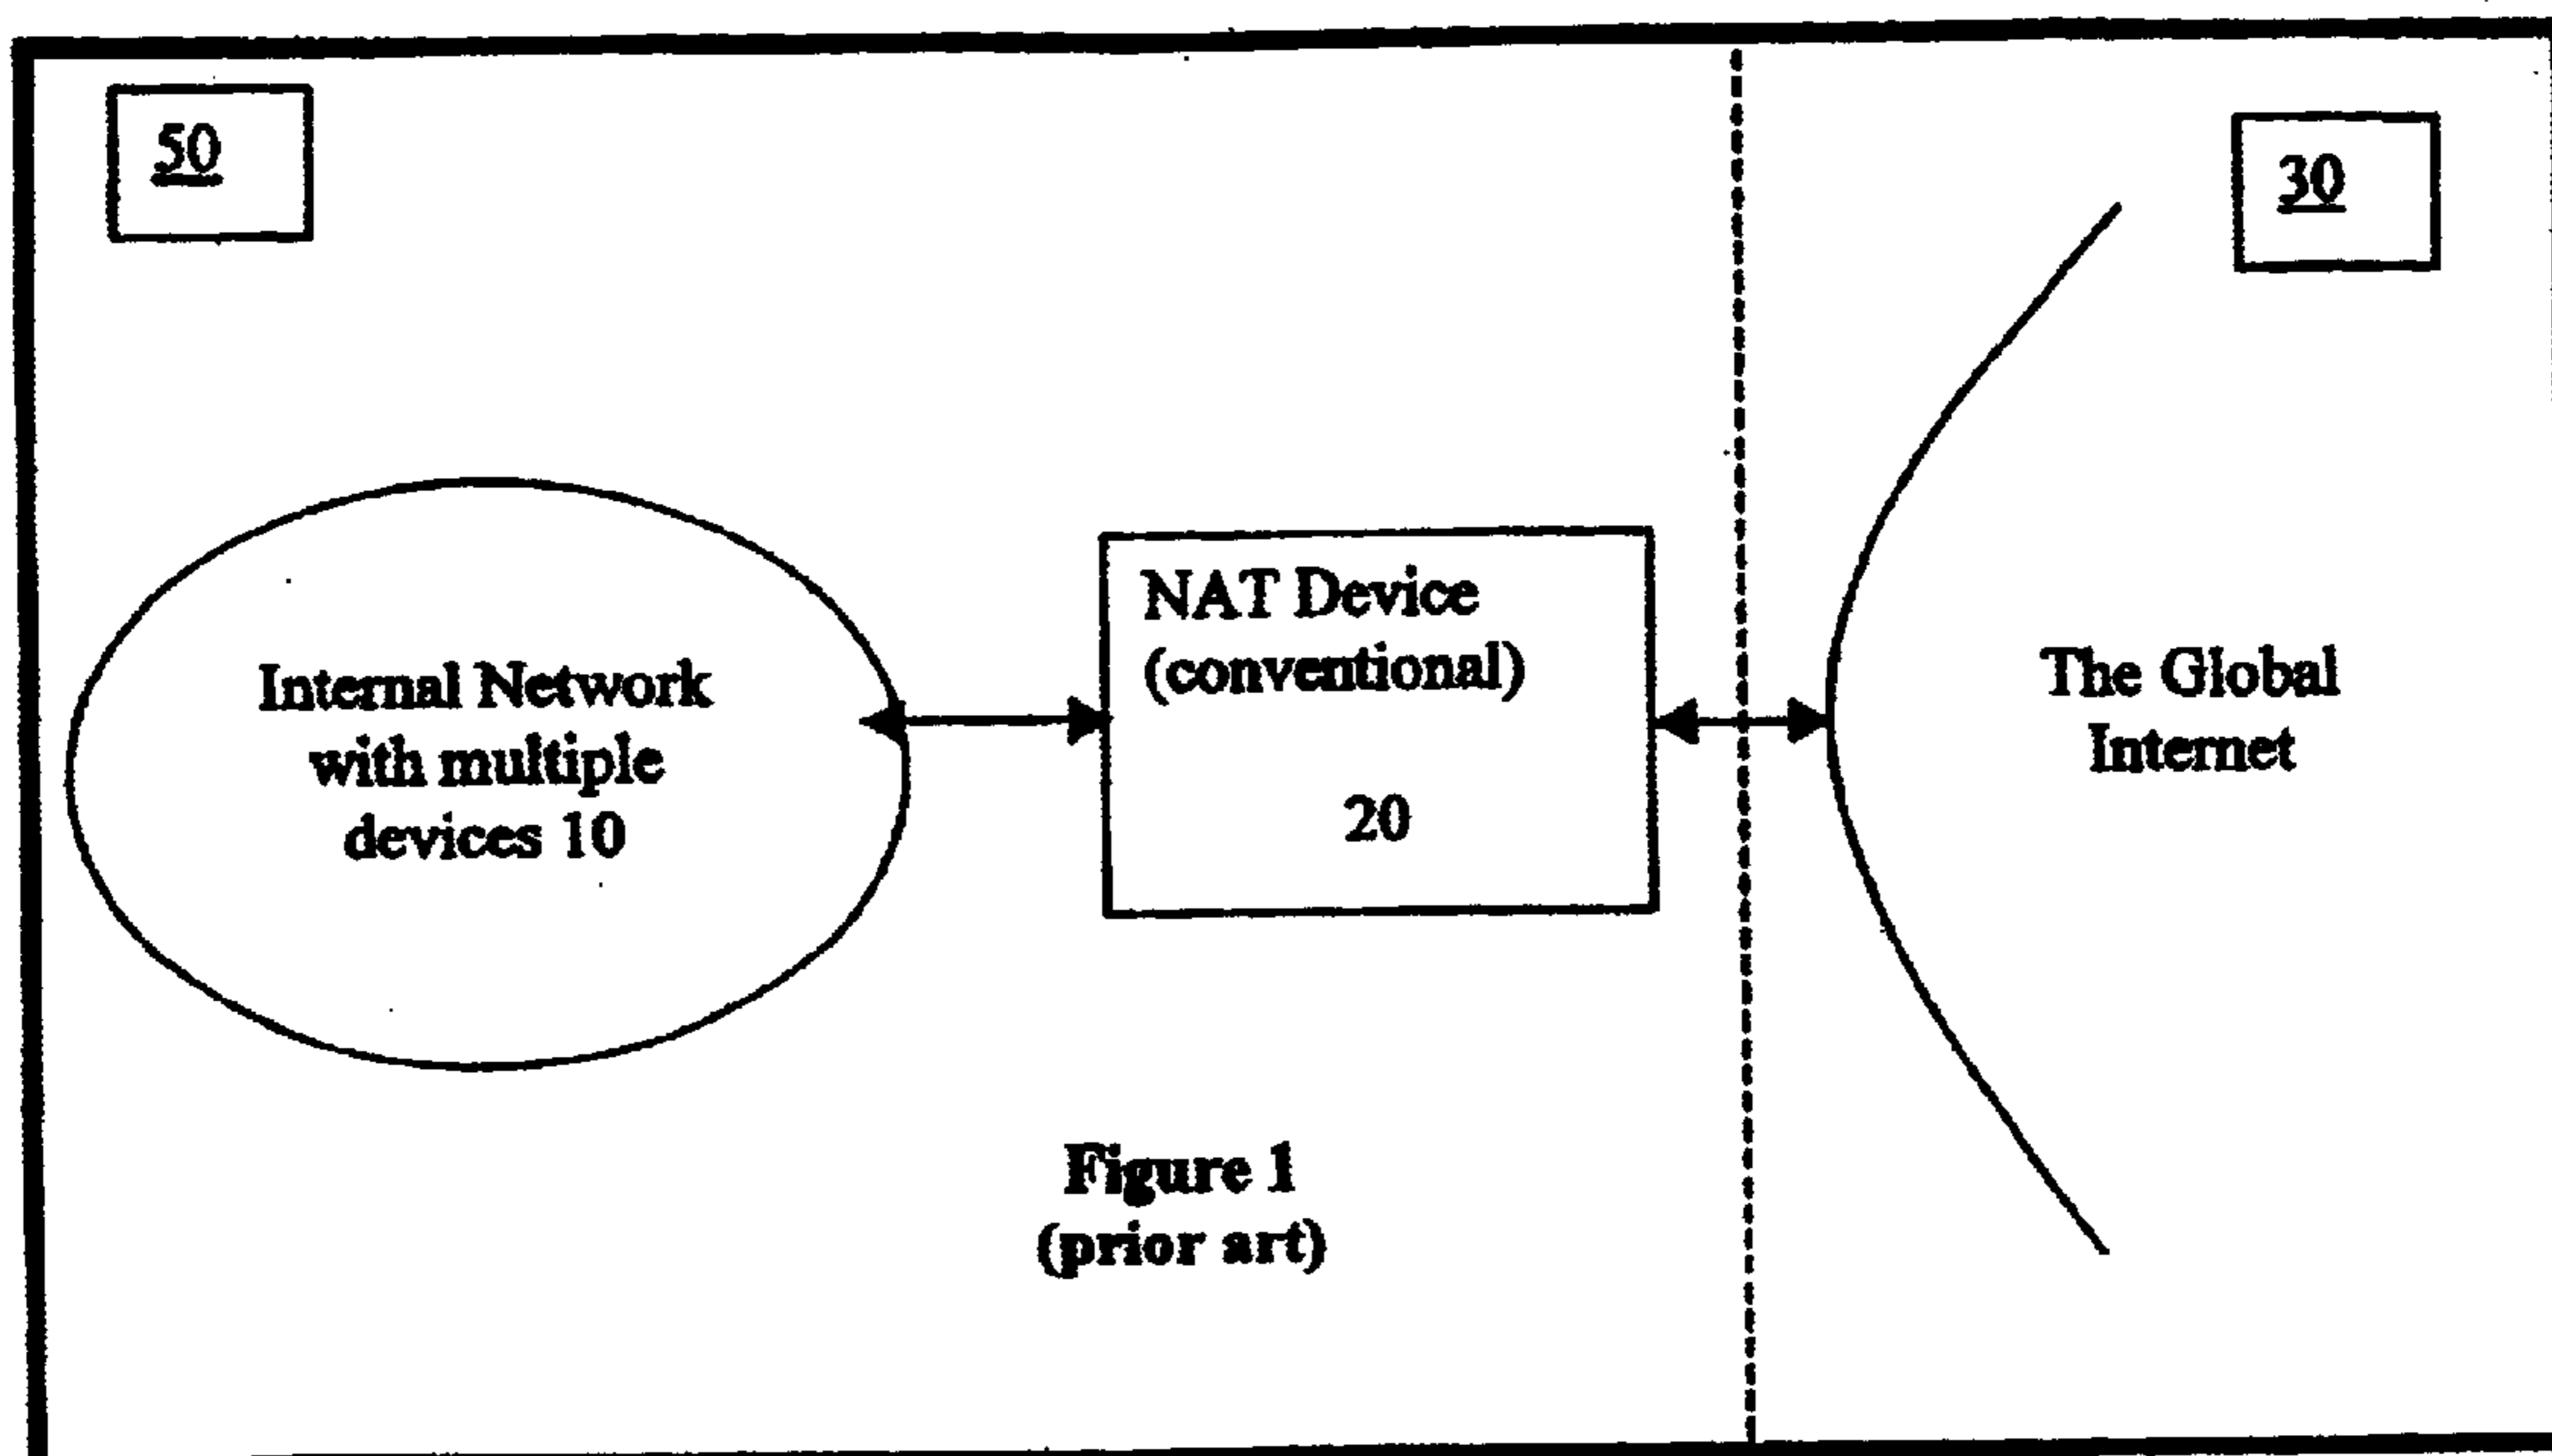 50
30
Internal Network
with multiple
devices 10
NAT Device
(conventional)
20
The Global
Internet
Figure 1
(prior art)